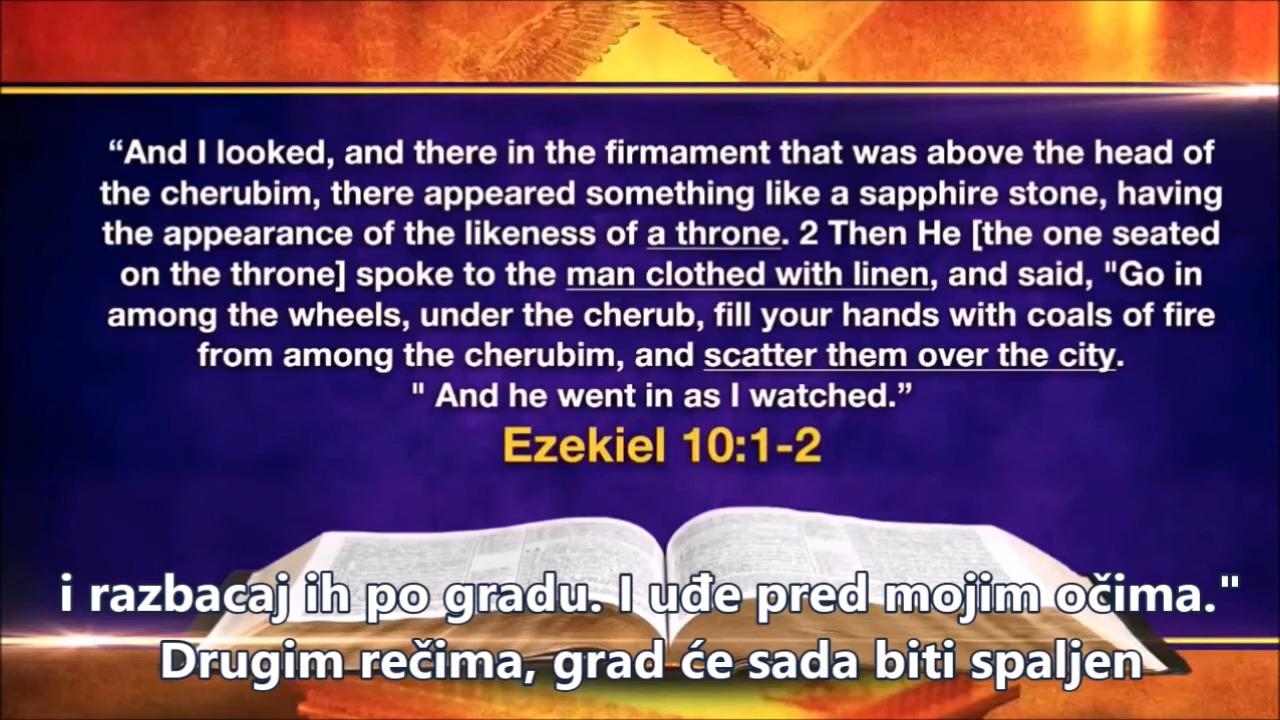 “And I looked, and there in the firmament that was above the head of
the cherubim, there appeared something like a sapphire stone, having
the appearance of the likeness of a throne. 2 Then He [the one seated
on the throne] spoke to the man clothed with linen, and said, "Go in
among the wheels, under the cherub, fill your hands with coals of fire
from among the cherubim, and scatter them over the city.
" And he went in as I watched.”
Ezekiel 10:1-2
i razbacaj ih po gradu. I uđe pred mojim očima."
Drugim rečima, grad će sada biti spaljen